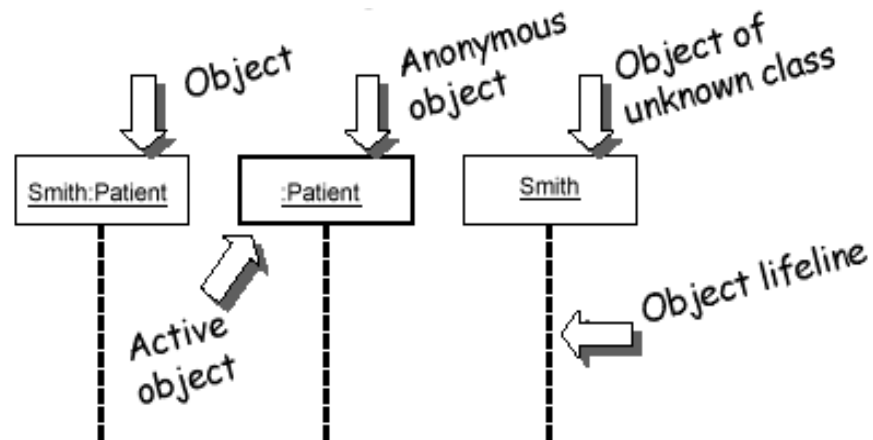 Object
Anonymous
object
Object of
unknown class
Smith:Patient
:Patient
Smith
Active
object
Object lifeline